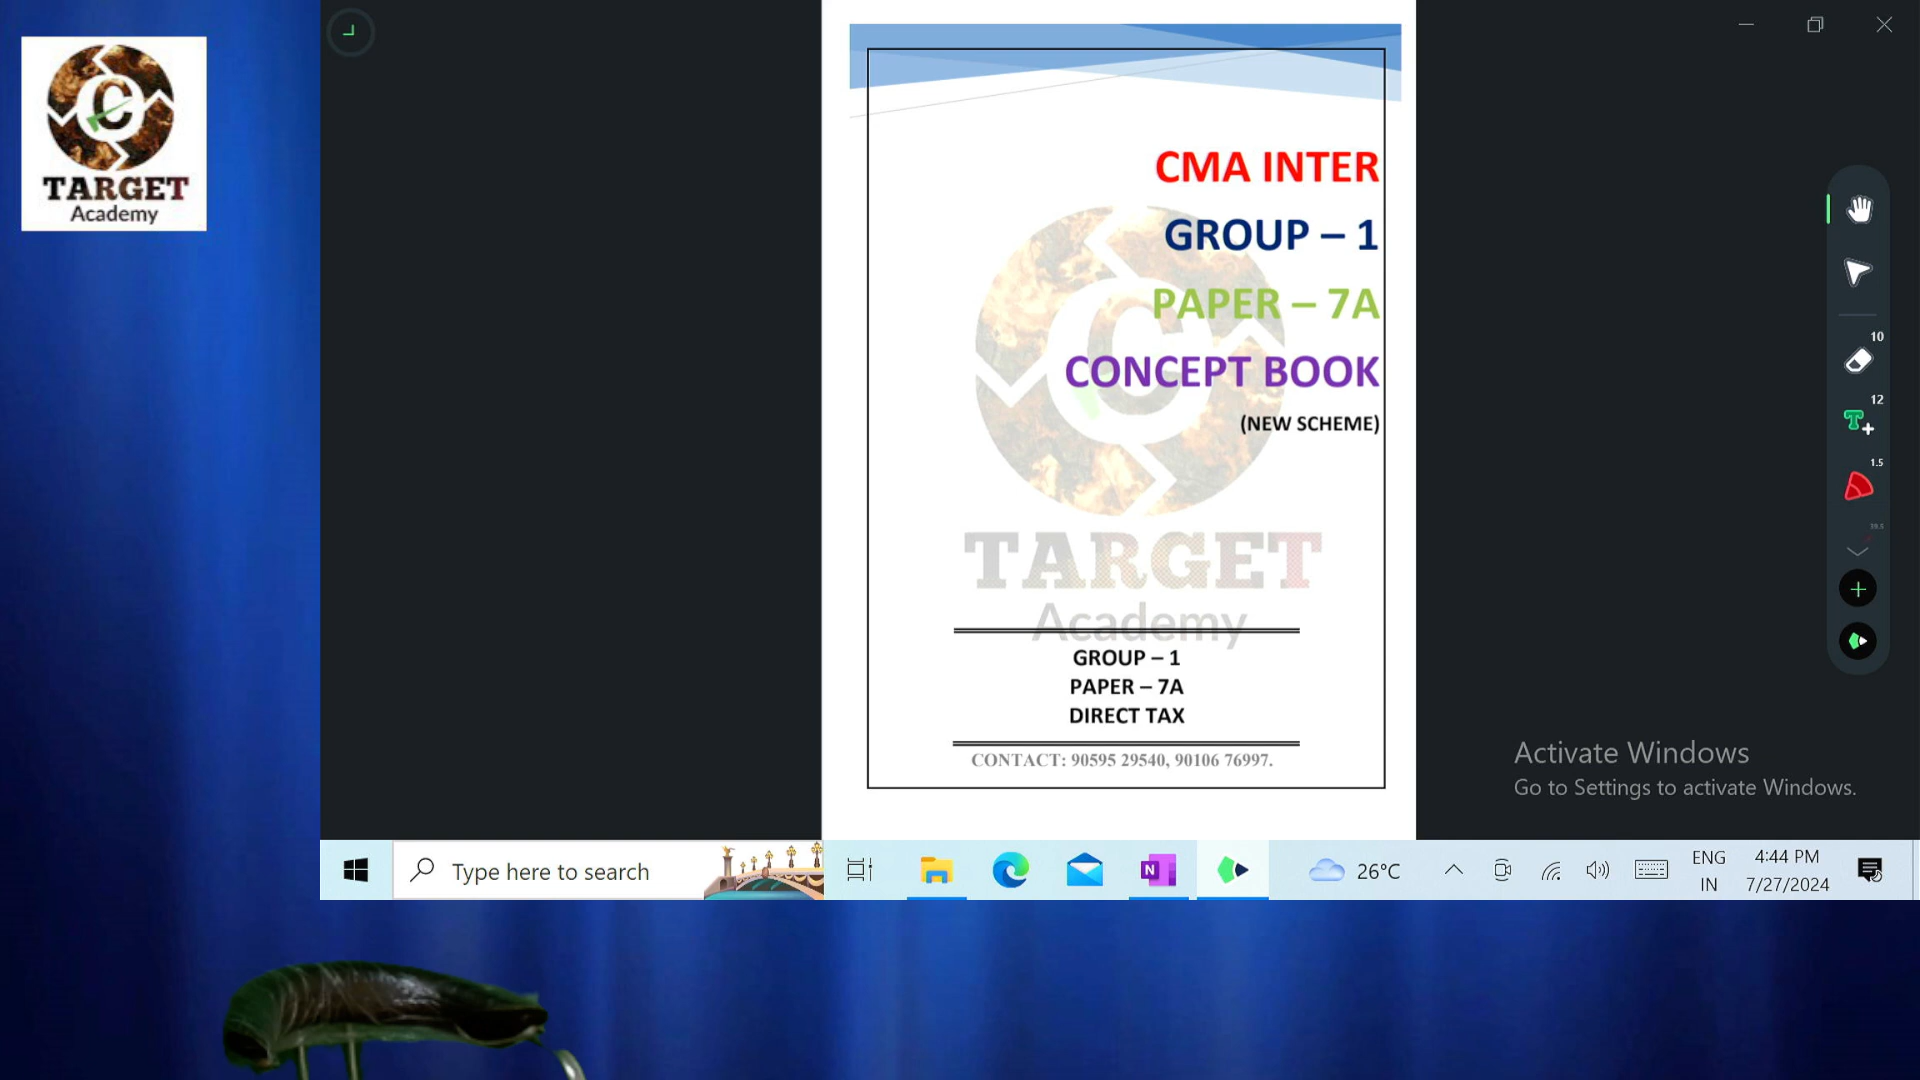 TARGET
Academy
CMA INTER
GROUP – 1
PAPER – 7A
CONCEPT BOOK
(NEW SCHEME)
TARGET
Academy
GROUP – 1
PAPER – 7A
DIRECT TAX
CONTACT: 90595 29540, 90106 76997.
10
12
1.5
39.5
Activate Windows
Go to Settings to activate Windows.
Type here to search
N
26°C
ENG
IN
4:44 PM
7/27/2024